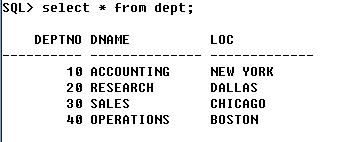 SQL> select * from dept;
DEPTNO DNAME LOC
---------- -------------- -------------
10 ACCOUNTING NEW YORK
20 RESEARCH DALLAS
30 SALES CHICAGO
40 OPERATIONS BOSTON